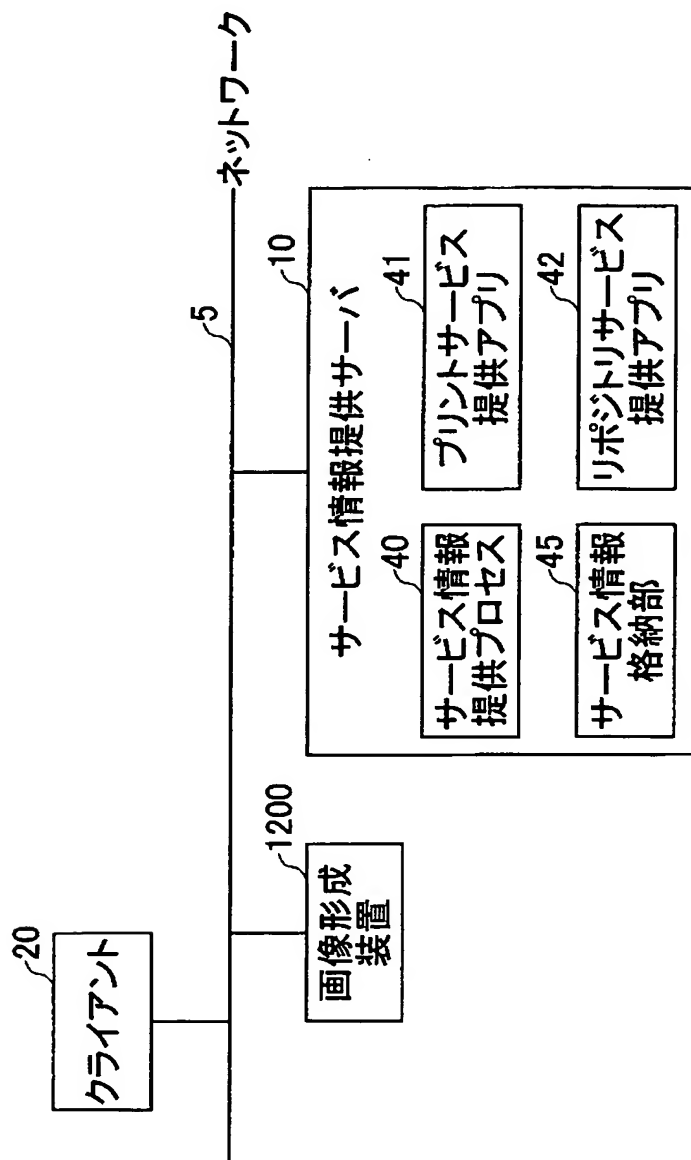 20
クライアント
5
ネットワーク
1200
画像形成
装置
10
サービス情報提供サーバ
40
サービス情報
提供プロセス
41
プリントサービス
提供アプリ
45
サービス情報
格納部
42
リポジトリサービス
提供アプリ